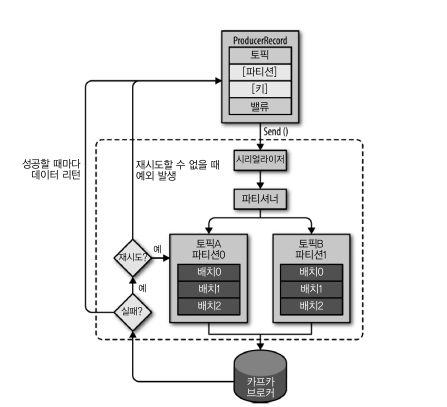 ProducerRecord
토픽
[파티션]
[키]
밸류
Send ()
시리얼라이저
파티셔너
성공할 때마다
데이터 리턴
재시도할 수 없을 때
예외 발생
재시도?
예
예
실패?
토픽A
파티션0
배치0
배치1
배치2
토픽B
파티션1
배치0
배치1
배치2
카프카
브로커